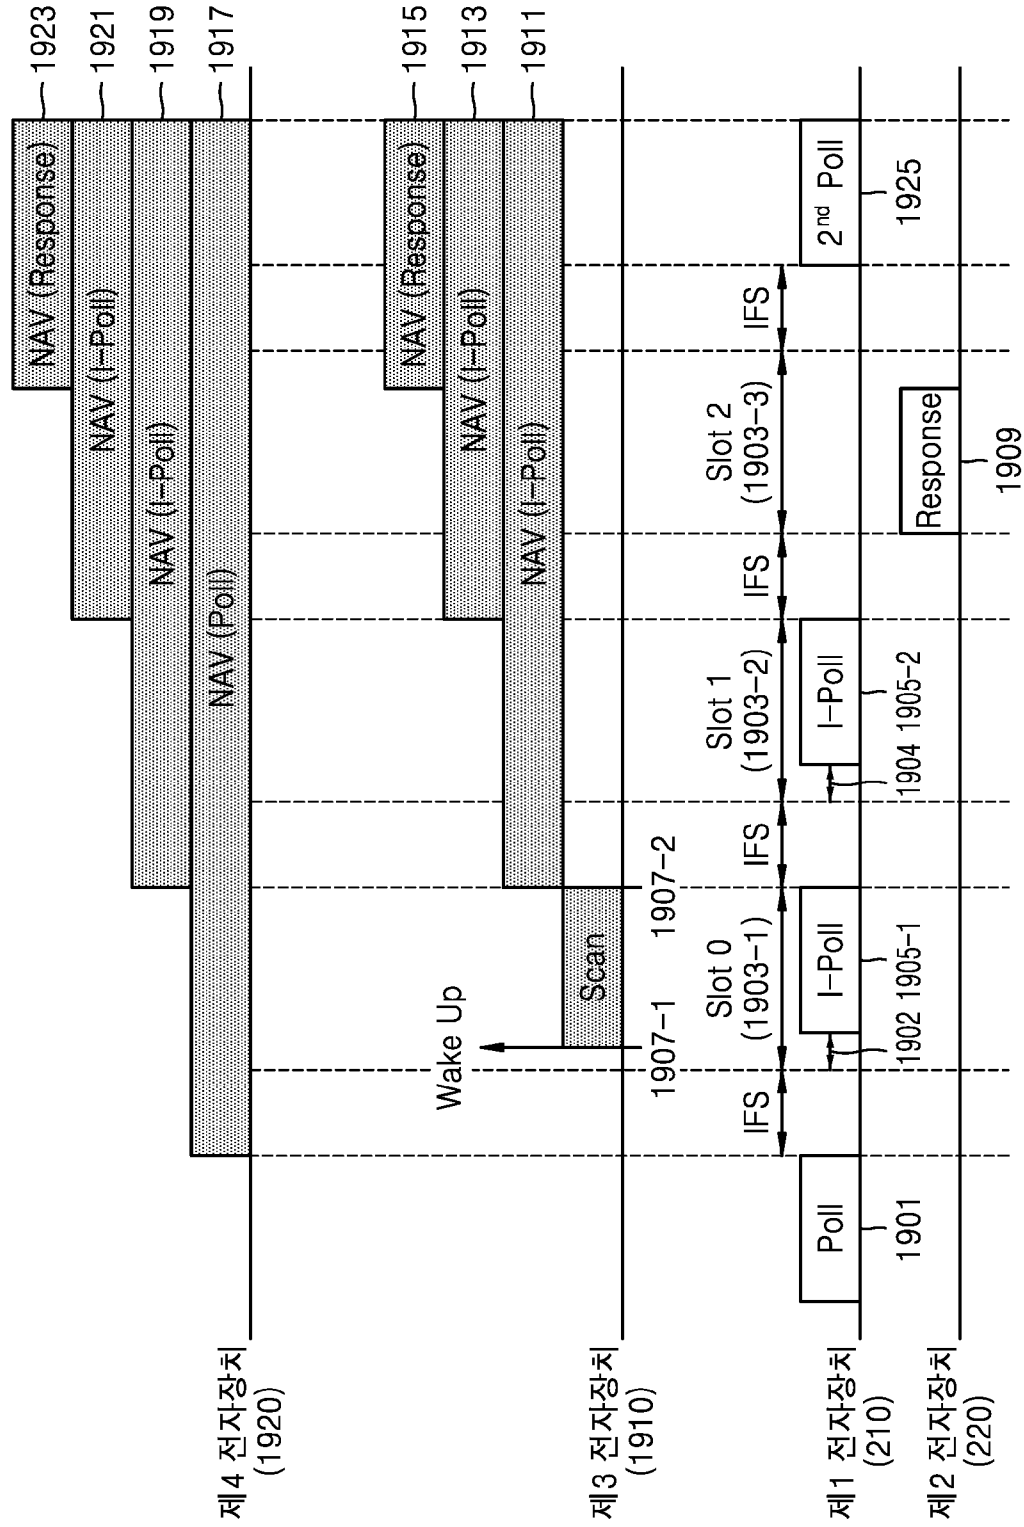 제4 전자장치
(1920)
NAV (Response)
1923
NAV (I-Poll)
1921
NAV (I-Poll)
1919
NAV (Poll)
1917
제3 전자장치
(1910)
Wake Up
Scan
1907-1
1907-2
NAV (Response)
1915
NAV (I-Poll)
1913
NAV (I-Poll)
1911
IFS
Slot 0
(1903-1)
IFS
Slot 1
(1903-2)
IFS
Slot 2
(1903-3)
IFS
제1 전자장치
(210)
Poll
1901
1902
I-Poll
1905-1
1904
I-Poll
1905-2
2nd Poll
1925
제2 전자장치
(220)
Response
1909